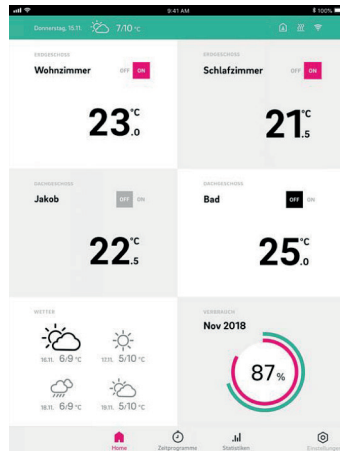 9:41 AM
100%
Donnerstag, 15.11. 7/10 °C
ERDGESCHOSS
Wohnzimmer OFF ON
23.0 °C
ERDGESCHOSS
Schlafzimmer OFF ON
21.5 °C
DACHGESCHOSS
Jakob OFF ON
22.5 °C
DACHGESCHOSS
Bad OFF ON
25.0 °C
WETTER
16.11. 6/9 °C
17.11. 5/10 °C
18.11. 6/9 °C
19.11. 5/10 °C
VERBRAUCH
Nov 2018
87%
Home
Zeitprogramme
Statistiken
Einstellungen